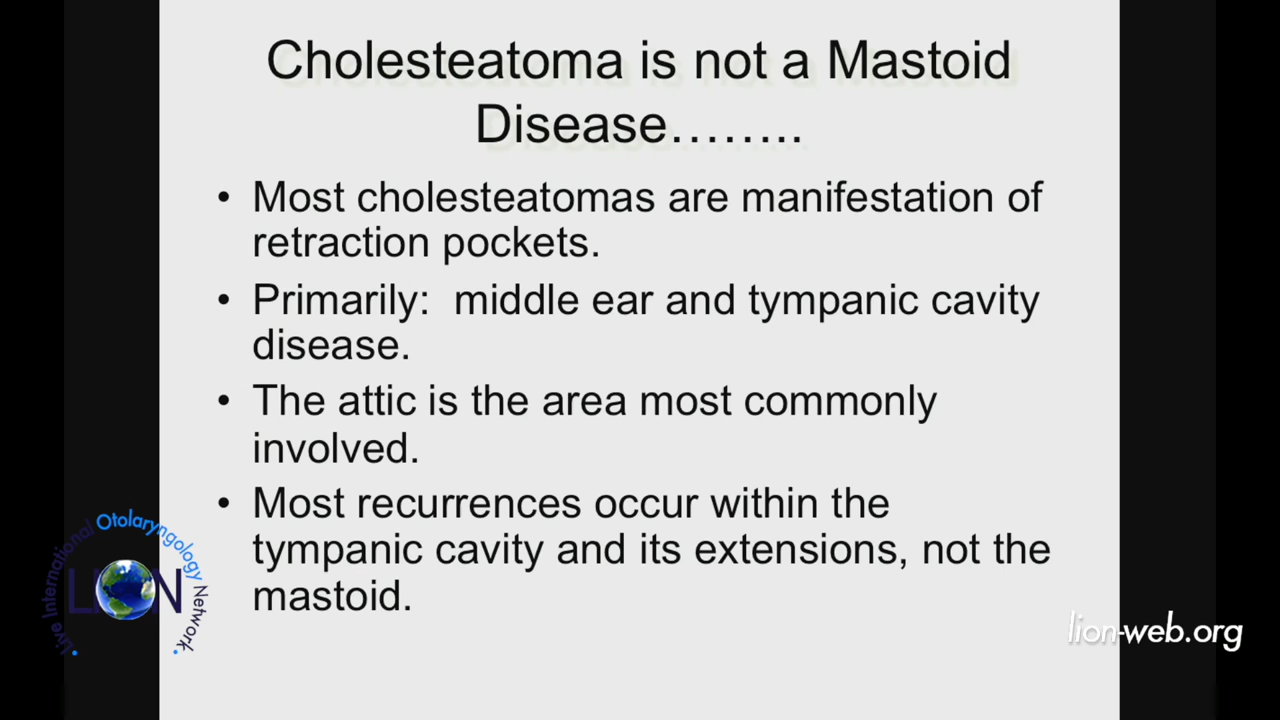 Cholesteatoma is not a Mastoid
Disease……..
• Most cholesteatomas are manifestation of
retraction pockets.
• Primarily:  middle ear and tympanic cavity
disease.
• The attic is the area most commonly
involved.
• Most recurrences occur within the
tympanic cavity and its extensions, not the
mastoid.
Live International Otolaryngology Network
LION
lion-web.org